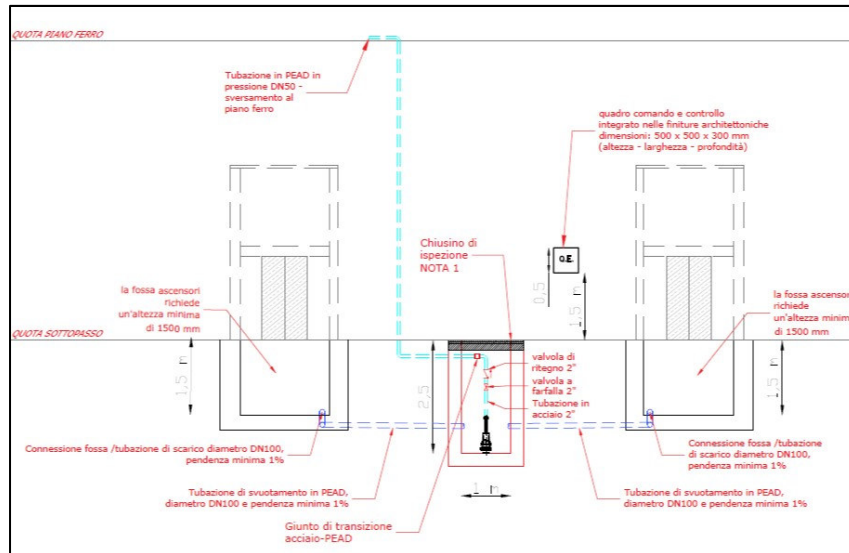 QUOTA PIANO FERRO
Tubazione in PEAD in
pressione DN50 -
sversamento al
piano ferro
quadro comando e controllo
integrato nelle finiture architettoniche
dimensioni: 500 x 500 x 300 mm
(altezza - larghezza - profondità)
Chiusino di
ispezione
NOTA 1
Q.E.
0,5
1,5 m
la fossa ascensori
richiede
un'altezza minima
di 1500 mm
la fossa ascensori
richiede
un'altezza minima
di 1500 mm
QUOTA SOTTOPASSO
1,5 m
2,5
valvola di
ritegno 2"
valvola a
farfalla 2"
Tubazione in
acciaio 2"
1,5 m
Connessione fossa /tubazione
di scarico diametro DN100,
pendenza minima 1%
Connessione fossa /tubazione di scarico diametro DN100,
pendenza minima 1%
1 m
Tubazione di svuotamento in PEAD,
diametro DN100 e pendenza minima 1%
Tubazione di svuotamento in PEAD,
diametro DN100 e pendenza minima 1%
Giunto di transizione
acciaio-PEAD